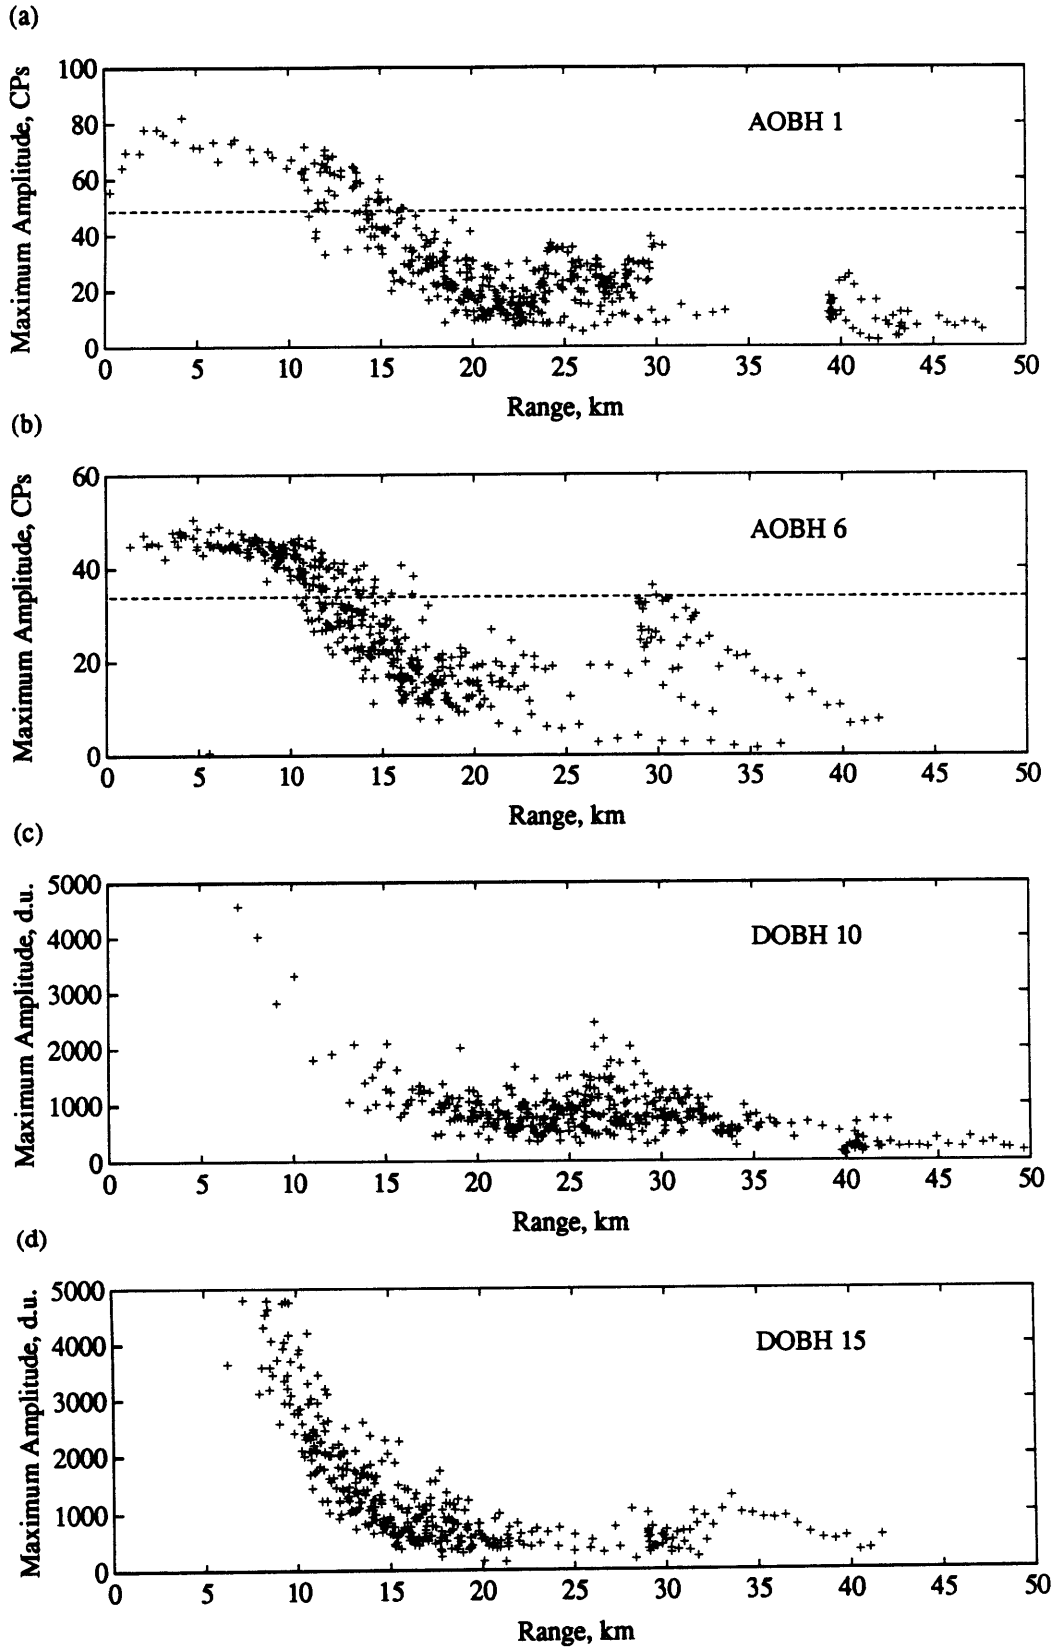 (a)
Maximum Amplitude, CPs
100
80
60
40
20
0
AOBH 1
0 5 10 15 20 25 30 35 40 45 50
Range, km
(b)
Maximum Amplitude, CPs
60
40
20
0
AOBH 6
0 5 10 15 20 25 30 35 40 45 50
Range, km
(c)
Maximum Amplitude, d.u.
5000
4000
3000
2000
1000
0
DOBH 10
0 5 10 15 20 25 30 35 40 45 50
Range, km
(d)
Maximum Amplitude, d.u.
5000
4000
3000
2000
1000
0
DOBH 15
0 5 10 15 20 25 30 35 40 45 50
Range, km